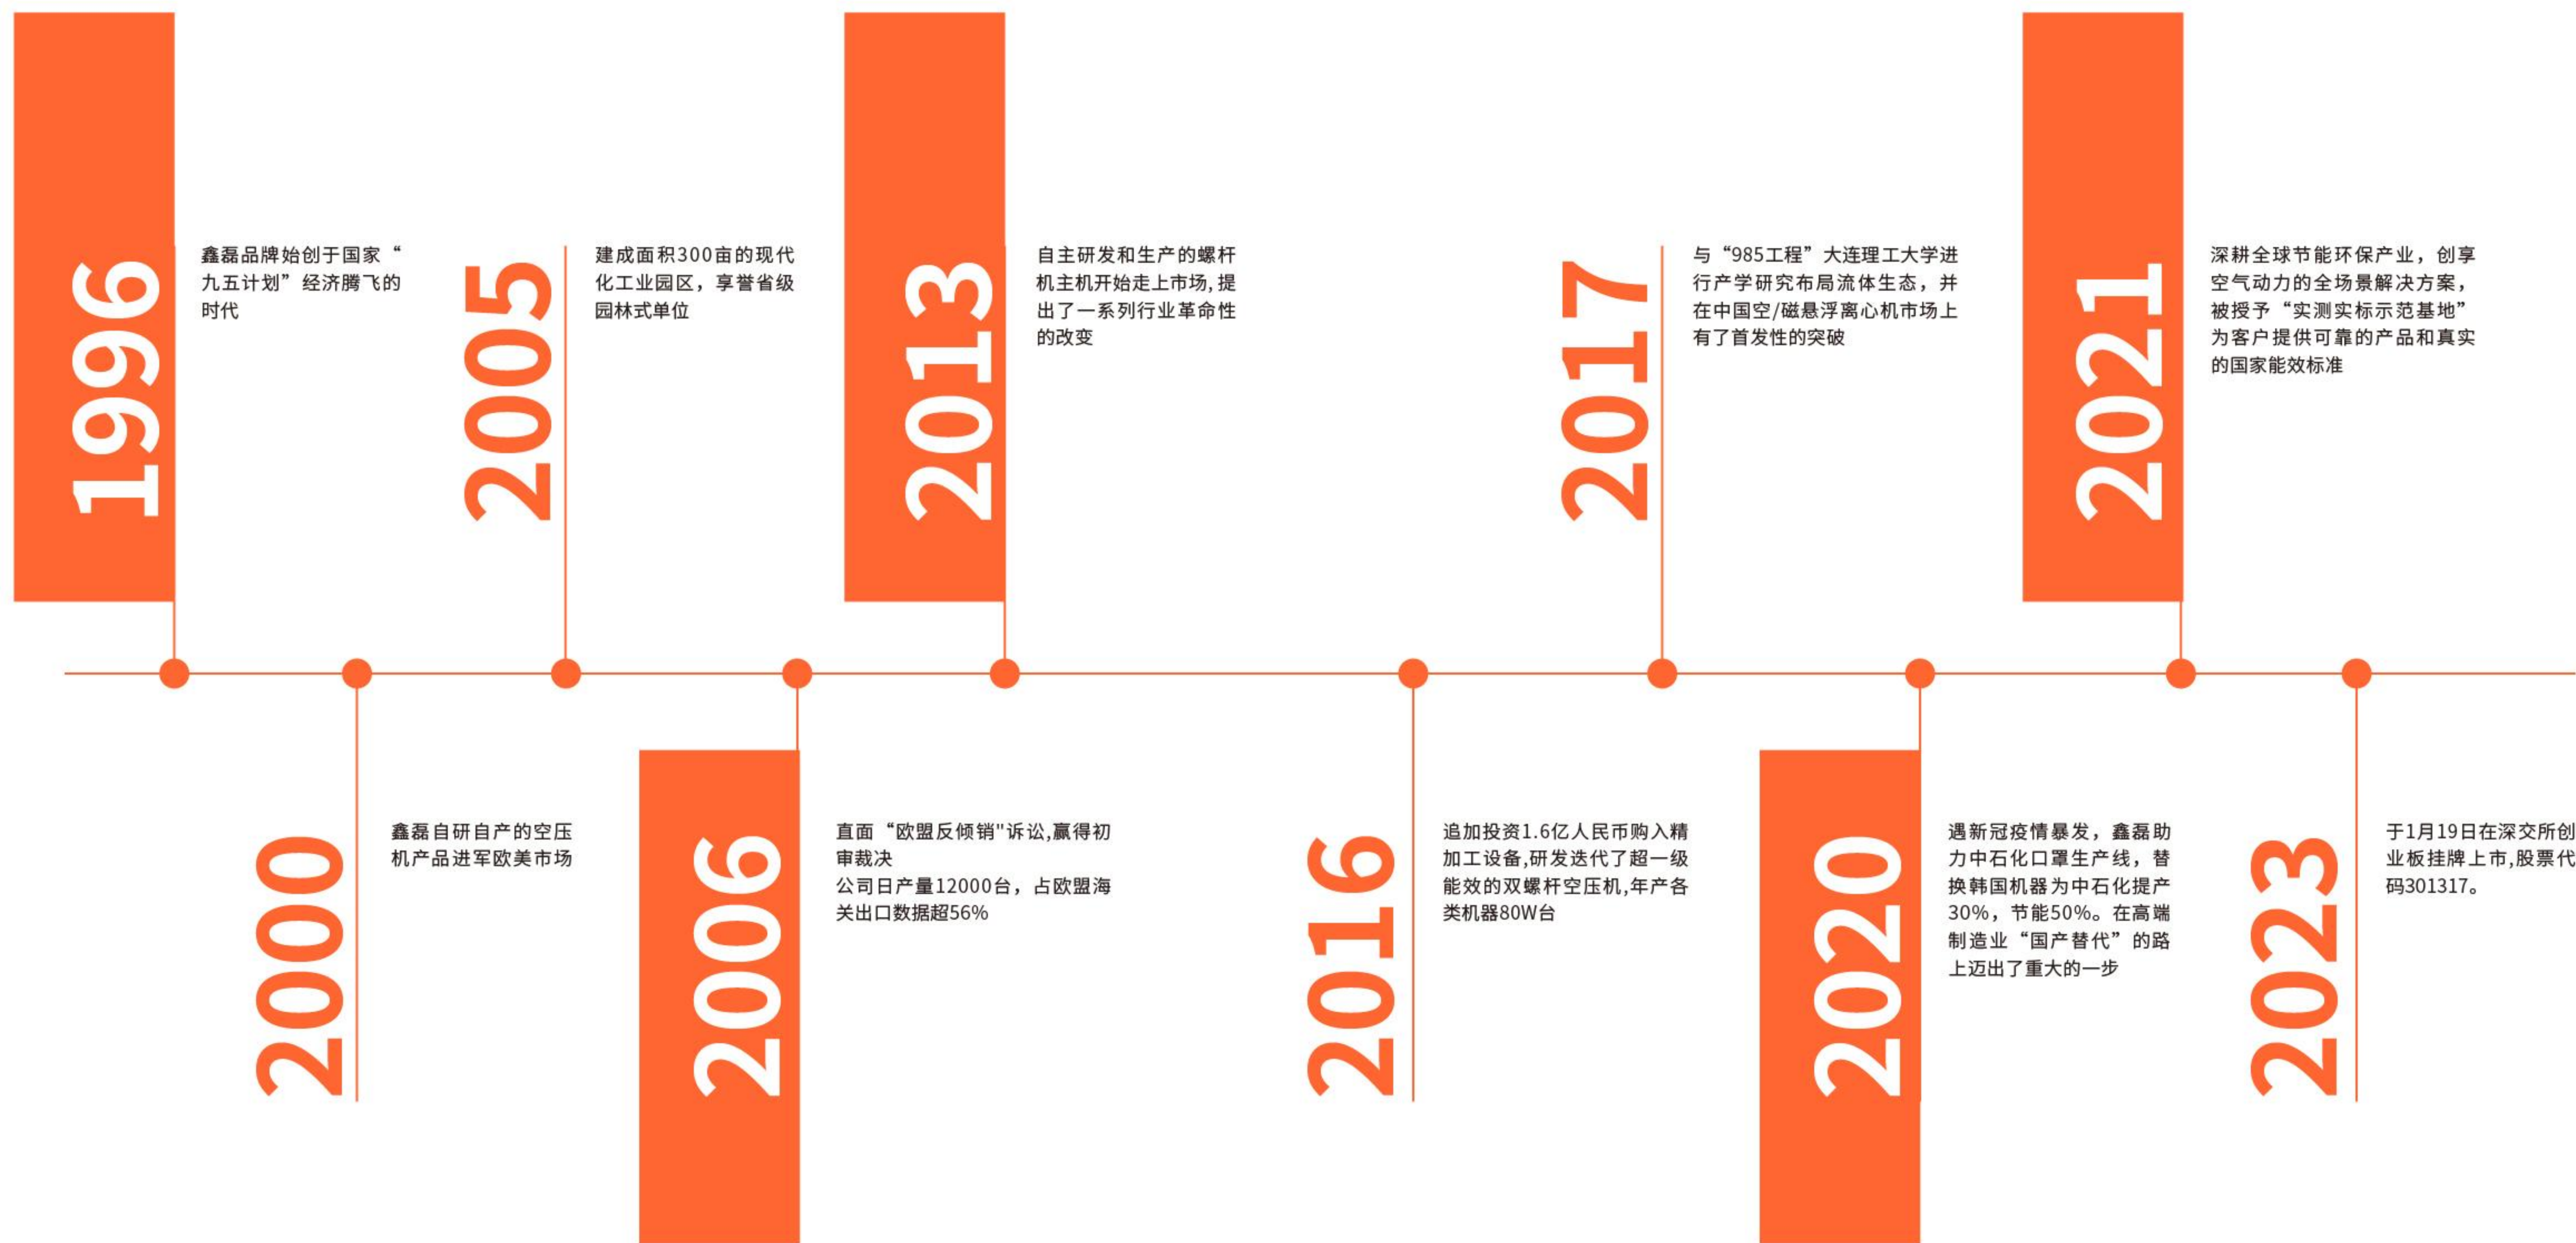 1996
鑫磊品牌始创于国家“
九五计划”经济腾飞的
时代
2000
鑫磊自研自产的空压
机产品进军欧美市场
2005
建成面积300亩的现代
化工业园区，享誉省级
园林式单位
2006
直面“欧盟反倾销"诉讼,赢得初
审裁决
公司日产量12000台，占欧盟海
关出口数据超56%
2013
自主研发和生产的螺杆
机主机开始走上市场,提
出了一系列行业革命性
的改变
2016
追加投资1.6亿人民币购入精
加工设备,研发迭代了超一级
能效的双螺杆空压机,年产各
类机器80W台
2017
与“985工程”大连理工大学进
行产学研究布局流体生态，并
在中国空/磁悬浮离心机市场上
有了首发性的突破
2020
遇新冠疫情暴发，鑫磊助
力中石化口罩生产线，替
换韩国机器为中石化提产
30%，节能50%。在高端
制造业“国产替代”的路
上迈出了重大的一步
2021
深耕全球节能环保产业，创享
空气动力的全场景解决方案，
被授予“实测实标示范基地”
为客户提供可靠的产品和真实
的国家能效标准
2023
于1月19日在深交所创
业板挂牌上市,股票代
码301317。